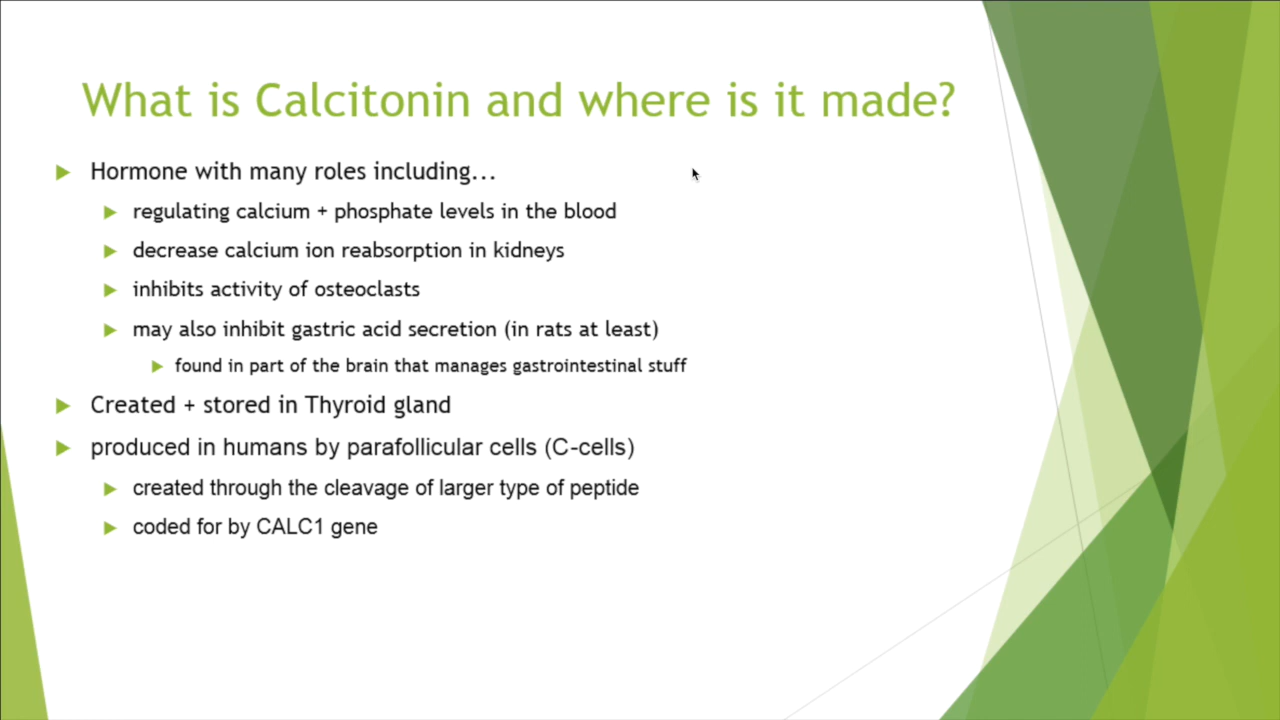 What is Calcitonin and where is it made?
Hormone with many roles including...
regulating calcium + phosphate levels in the blood
decrease calcium ion reabsorption in kidneys
inhibits activity of osteoclasts
may also inhibit gastric acid secretion (in rats at least)
found in part of the brain that manages gastrointestinal stuff
Created + stored in Thyroid gland
produced in humans by parafollicular cells (C-cells)
created through the cleavage of larger type of peptide
coded for by CALC1 gene